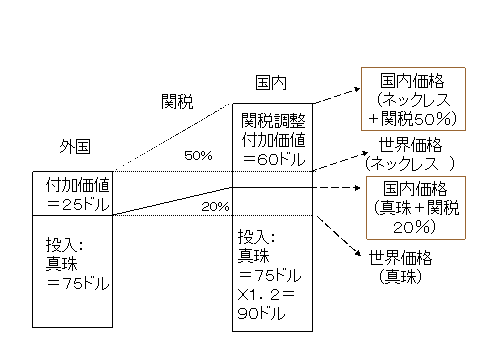 国内
関税
関税調整
付加価値
＝60ドル
国内価格
(ネックレス
＋関税50％)
外国
50%
世界価格
(ネックレス )
付加価値
＝25ドル
20%
国内価格
(真珠＋関税
20％)
投入：
真珠
＝75ドル
投入：
真珠
＝75ドル
X1．2＝
90ドル
世界価格
(真珠)